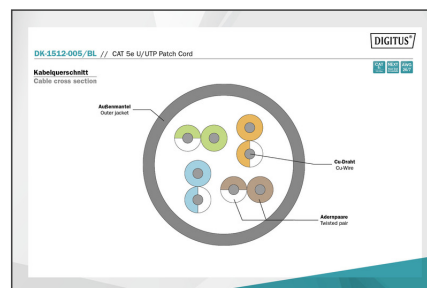 DIGITUS®
DK-1512-005/BL // CAT 5e U/UTP Patch Cord
Kabelquerschnitt
Cable cross section
Außenmantel
Outer jacket
Cu-Draht
Cu-Wire
Adernpaare
Twisted pair